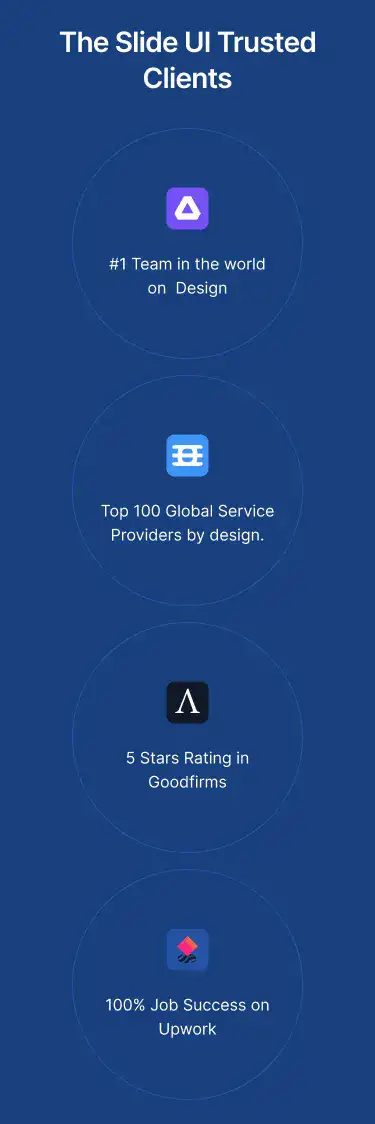 The Slide UI Trusted
Clients
#1 Team in the world
on  Design
Top 100 Global Service
Providers by design.
5 Stars Rating in
Goodfirms
100% Job Success on
Upwork